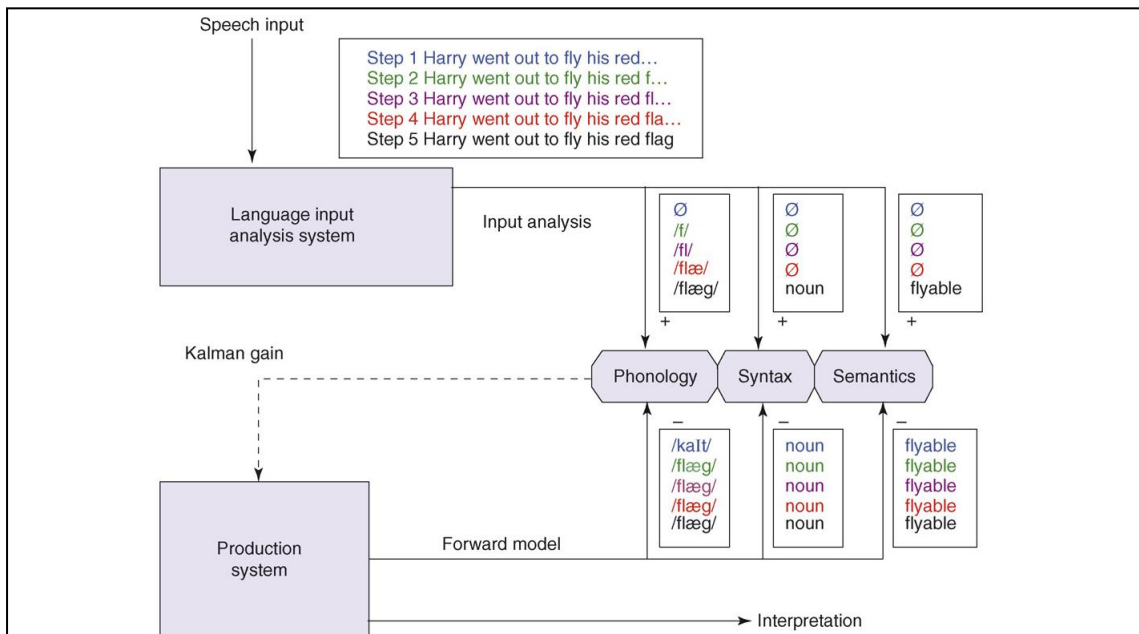 Speech input
Step 1 Harry went out to fly his red…
Step 2 Harry went out to fly his red f…
Step 3 Harry went out to fly his red fl…
Step 4 Harry went out to fly his red fla…
Step 5 Harry went out to fly his red flag
Language input
analysis system
Input analysis
Ø
/f/
/fl/
/flæ/
/flæg/
+
Ø
Ø
Ø
Ø
noun
+
Ø
Ø
Ø
Ø
flyable
+
Kalman gain
Phonology
Syntax
Semantics
–
/kaIt/
/flæg/
/flæg/
/flæg/
/flæg/
–
noun
noun
noun
noun
noun
–
flyable
flyable
flyable
flyable
flyable
Production
system
Forward model
Interpretation